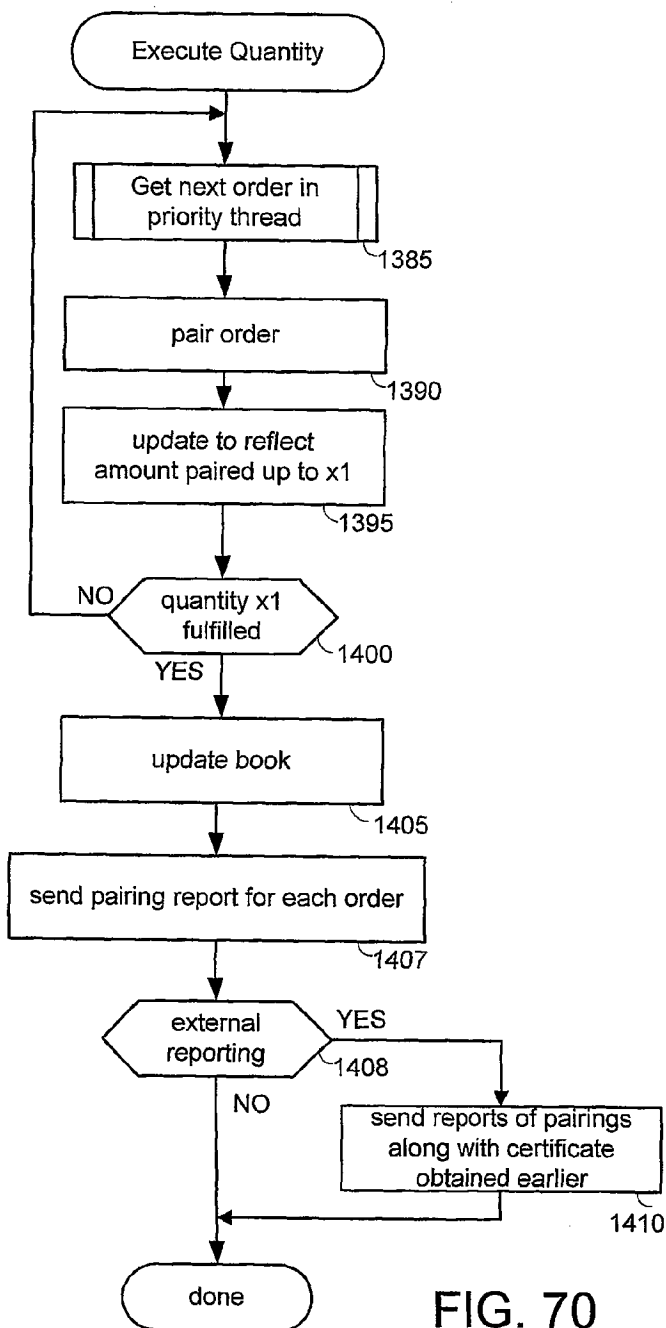 Execute Quantity
Get next order in
priority thread
1385
pair order
1390
update to reflect
amount paired up to x1
1395
NO
quantity x1
fulfilled
1400
YES
update book
1405
send pairing report for each order
1407
external
reporting
YES
1408
NO
send reports of pairings
along with certificate
obtained earlier
1410
done
FIG. 70